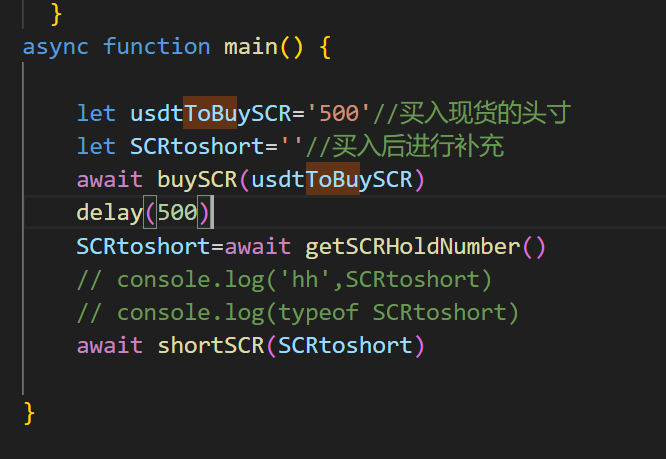 }
async function main() {
let usdtToBuySCR='500'//买入现货的头寸
let SCRtoshort=''//买入后进行补充
await buySCR(usdtToBuySCR)
delay(500)
SCRtoshort=await getSCRHoldNumber()
// console.log('hh',SCRtoshort)
// console.log(typeof SCRtoshort)
await shortSCR(SCRtoshort)
}